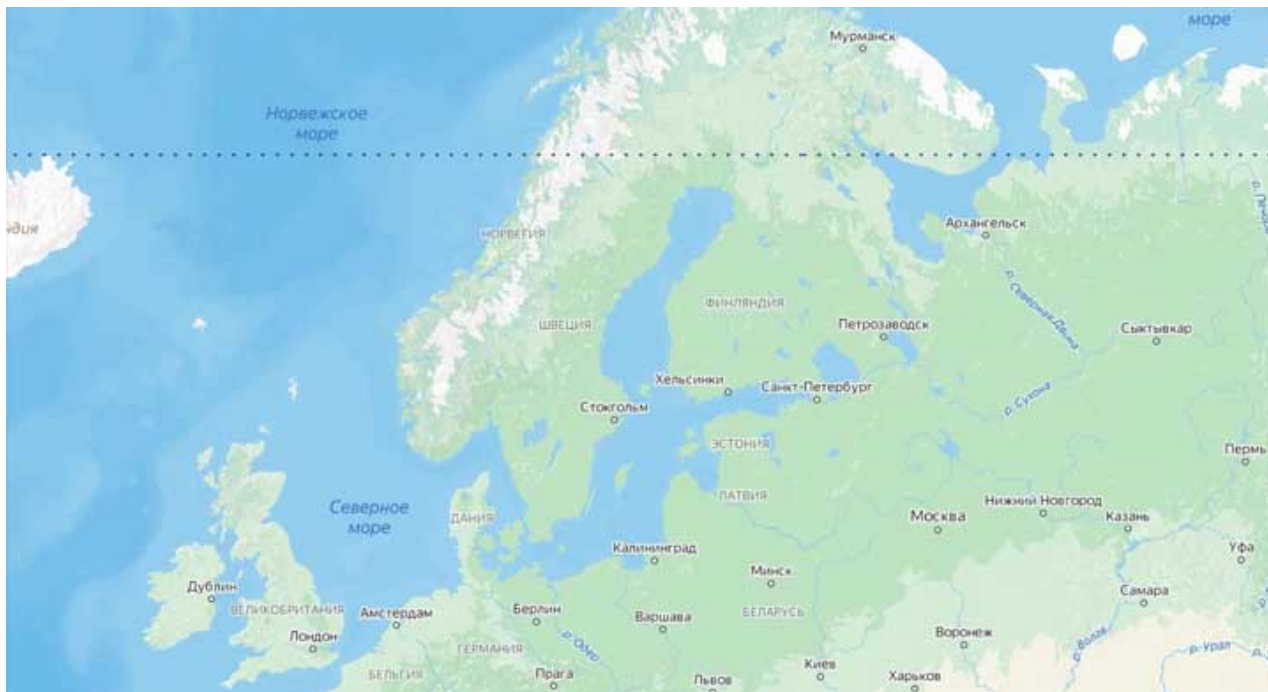 море
Мурманск
Норвежское
море
р. Печора
ндия
Архангельск
НОРВЕГИЯ
р. Северная Двина
ФИНЛЯНДИЯ
ШВЕЦИЯ
Петрозаводск
Сыктывкар
Хельсинки
Санкт-Петербург
р. Сухона
Стокгольм
ЭСТОНИЯ
Пермь
ЛАТВИЯ
Нижний Новгород
Северное
море
ДАНИЯ
Москва
Казань
Калининград
Уфа
Минск
Дублин
Самара
ВЕЛИКОБРИТАНИЯ
Амстердам
Берлин
Варшава
БЕЛАРУСЬ
Лондон
р. Одер
Воронеж
р. Волга
ГЕРМАНИЯ
р. Урал
р.
БЕЛЬГИЯ
Прага
Львов
Киев
Харьков